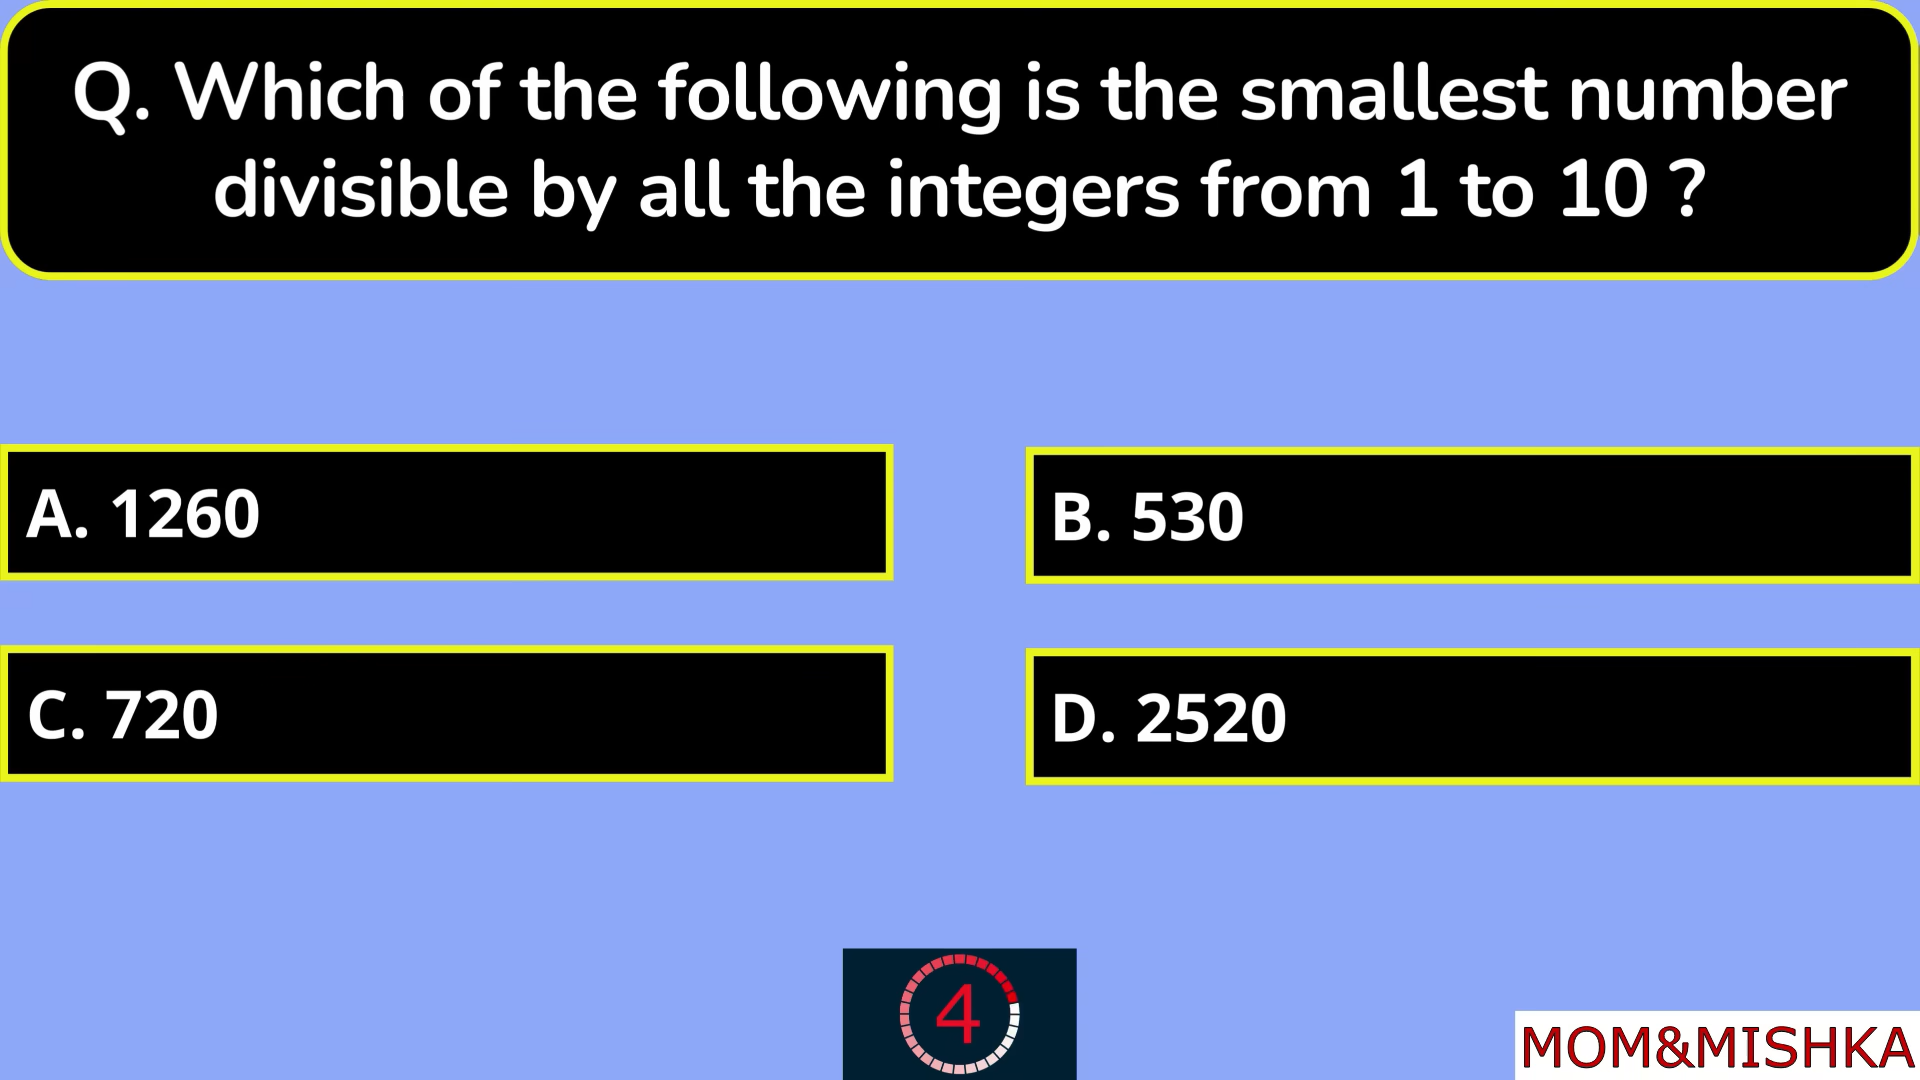 Q. Which of the following is the smallest number
divisible by all the integers from 1 to 10 ?
A. 1260
B. 530
C. 720
D. 2520
4
MOM&MISHKA